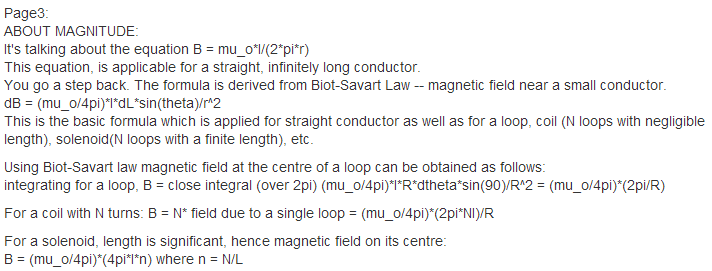 Page3:
ABOUT MAGNITUDE:
It's talking about the equation B = mu_o*I/(2*pi*r)
This equation, is applicable for a straight, infinitely long conductor.
You go a step back. The formula is derived from Biot-Savart Law -- magnetic field near a small conductor.
dB = (mu_o/4pi)*I*dL*sin(theta)/r^2
This is the basic formula which is applied for straight conductor as well as for a loop, coil (N loops with negligible
length), solenoid(N loops with a finite length), etc.
Using Biot-Savart law magnetic field at the centre of a loop can be obtained as follows:
integrating for a loop, B = close integral (over 2pi) (mu_o/4pi)*I*R*dtheta*sin(90)/R^2 = (mu_o/4pi)*(2pi/R)
For a coil with N turns: B = N* field due to a single loop = (mu_o/4pi)*(2pi*NI)/R
For a solenoid, length is significant, hence magnetic field on its centre:
B = (mu_o/4pi)*(4pi*I*n) where n = N/L